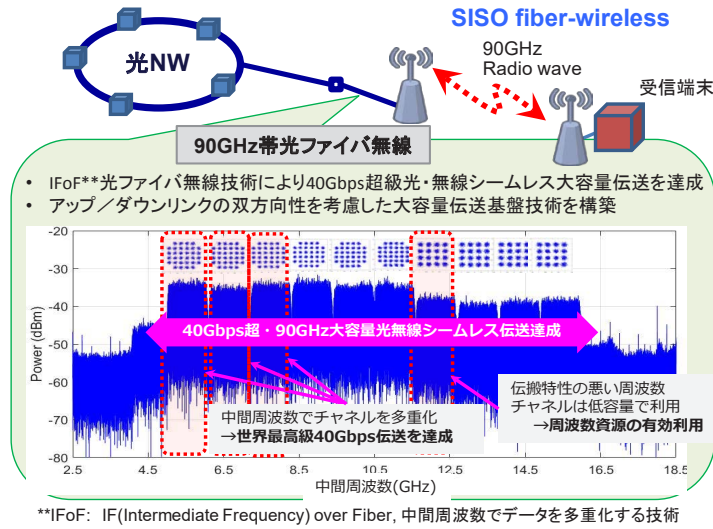 SISO fiber-wireless
光NW
90GHz
Radio wave
受信端末
90GHz帯光ファイバ無線
• IFoF**光ファイバ無線技術により40Gbps超級光・無線シームレス大容量伝送を達成
• アップ／ダウンリンクの双方向性を考慮した大容量伝送基盤技術を構築
-20
-30
-40
-50
-60
-70
-80
Power (dBm)
40Gbps超・90GHz大容量光無線シームレス伝送達成
中間周波数でチャネルを多重化
→世界最高級40Gbps伝送を達成
伝搬特性の悪い周波数
チャネルは低容量で利用
→周波数資源の有効利用
2.5 4.5 6.5 8.5 10.5 12.5 14.5 16.5 18.5
中間周波数(GHz)
**IFoF: IF(Intermediate Frequency) over Fiber, 中間周波数でデータを多重化する技術